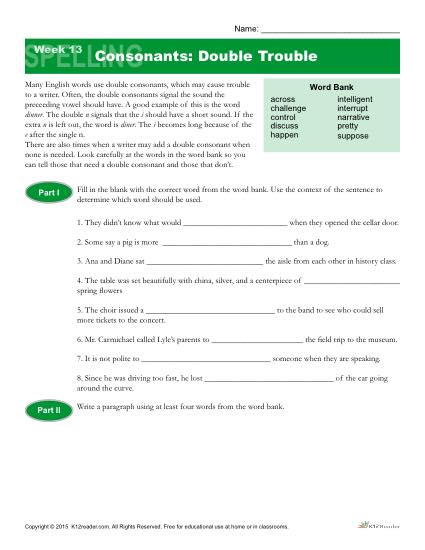 Name:
SPELLING
Week 13
Consonants: Double Trouble
Many English words use double consonants, which may cause trouble
to a writer. Often, the double consonants signal the sound the
preceeding vowel should have. A good example of this is the word
dinner. The double n signals that the i should have a short sound. If the
extra n is left out, the word is diner. The i becomes long because of the
e after the single n.
There are also times when a writer may add a double consonant when
none is needed. Look carefully at the words in the word bank so you
can tell those that need a double consonant and those that don't.
Word Bank
across
challenge
control
discuss
happen
intelligent
interrupt
narrative
pretty
suppose
Part I
Fill in the blank with the correct word from the word bank. Use the context of the sentence to
determine which word should be used.
1. They didn't know what would ____ when they opened the cellar door.
2. Some say a pig is more ____ than a dog.
3. Ana and Diane sat ____ the aisle from each other in history class.
4. The table was set beautifully with china, silver, and a centerpiece of ____
spring flowers
5. The choir issued a ____ to the band to see who could sell
more tickets to the concert.
6. Mr. Carmichael called Lyle's parents to ____ the field trip to the museum.
7. It is not polite to ____ someone when they are speaking.
8. Since he was driving too fast, he lost ____ of the car going
around the curve.
Part II
Write a paragraph using at least four words from the word bank.
Copyright © 2015 K12reader.com. All Rights Reserved. Free for educational use at home or in classrooms.
K12Reader